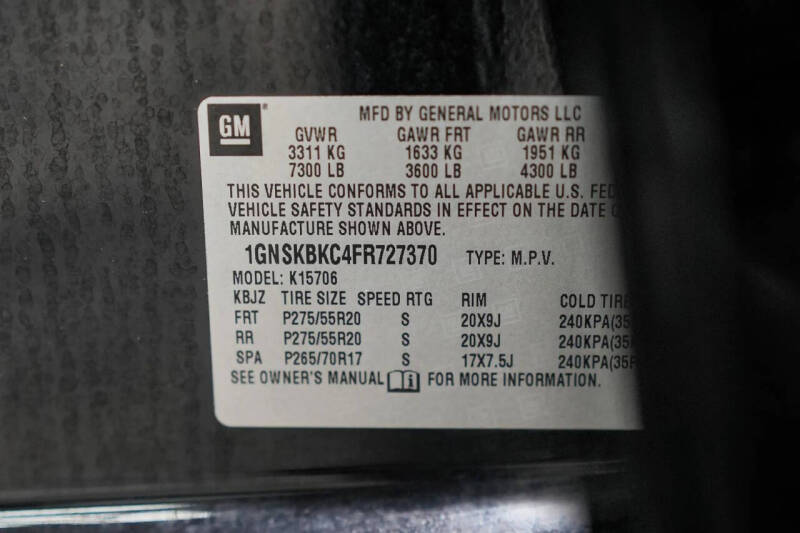 GM MFD BY GENERAL MOTORS LLC
GVWR GAWR FRT GAWR RR
3311 KG 1633 KG 1951 KG
7300 LB 3600 LB 4300 LB
THIS VEHICLE CONFORMS TO ALL APPLICABLE U.S. FED
VEHICLE SAFETY STANDARDS IN EFFECT ON THE DATE O
MANUFACTURE SHOWN ABOVE.
1GNSKBKC4FR727370 TYPE: M.P.V.
MODEL: K15706
KBJZ TIRE SIZE SPEED RTG RIM COLD TIRE
FRT P275/55R20 S 20X9J 240KPA(35
RR P275/55R20 S 20X9J 240KPA(35
SPA P265/70R17 S 17X7.5J 240KPA(35
SEE OWNER'S MANUAL FOR MORE INFORMATION.